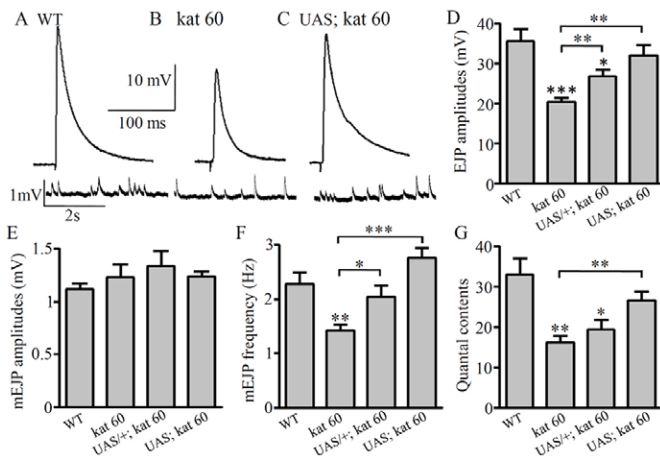 A WT
B kat 60
C UAS; kat 60
10 mV
100 ms
1mV
2s
D
EJP amplitudes (mV)
40
30
20
10
0
**
**
***
*
WT
kat 60
UAS/+; kat 60
UAS; kat 60
E
mEJP amplitudes (mV)
1.5
1
0.5
0
WT
kat 60
UAS/+; kat 60
UAS; kat 60
F
mEJP frequency (Hz)
3
2
1
0
***
*
**
WT
kat 60
UAS/+; kat 60
UAS; kat 60
G
Quantal contents
40
30
20
10
0
**
**
*
WT
kat 60
UAS/+; kat 60
UAS; kat 60